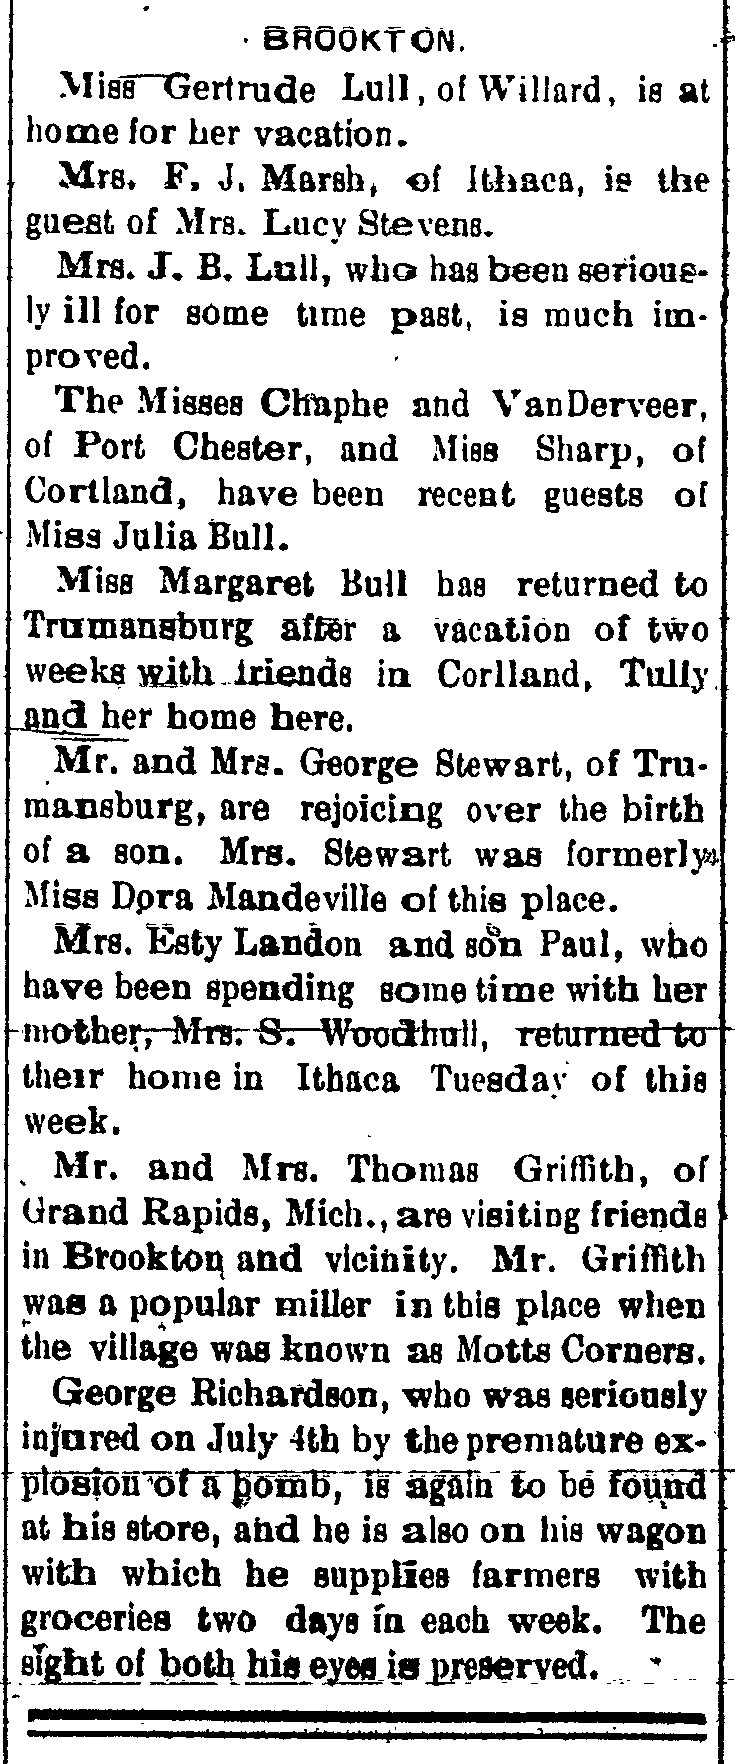 BROOKTON.
Miss Gertrude Lull, of Willard, is at
home for her vacation.
Mrs. F. J. Marsh, of Ithaca, is the
guest of Mrs. Lucy Stevens.
Mrs. J. B. Lull, who has been serious-
ly ill for some time past, is much im-
proved.
The Misses Chaphe and VanDerveer,
of Port Chester, and Miss Sharp, of
Cortland, have been recent guests of
Miss Julia Bull.
Miss Margaret Bull has returned to
Trumansburg after a vacation of two
weeks with friends in Corlland, Tully
and her home here.
Mr. and Mrs. George Stewart, of Tru-
mansburg, are rejoicing over the birth
of a son. Mrs. Stewart was formerly
Miss Dora Mandeville of this place.
Mrs. Esty Landon and son Paul, who
have been spending some time with her
mother, Mrs. S. Woodhull, returned to
their home in Ithaca Tuesday of this
week.
Mr. and Mrs. Thomas Griffith, of
Grand Rapids, Mich., are visiting friends
in Brookton and vicinity. Mr. Griffith
was a popular miller in this place when
the village was known as Motts Corners.
George Richardson, who was seriously
injured on July 4th by the premature ex-
plosion of a bomb, is again to be found
at his store, and he is also on his wagon
with which he supplies farmers with
groceries two days in each week. The
sight of both his eyes is preserved.